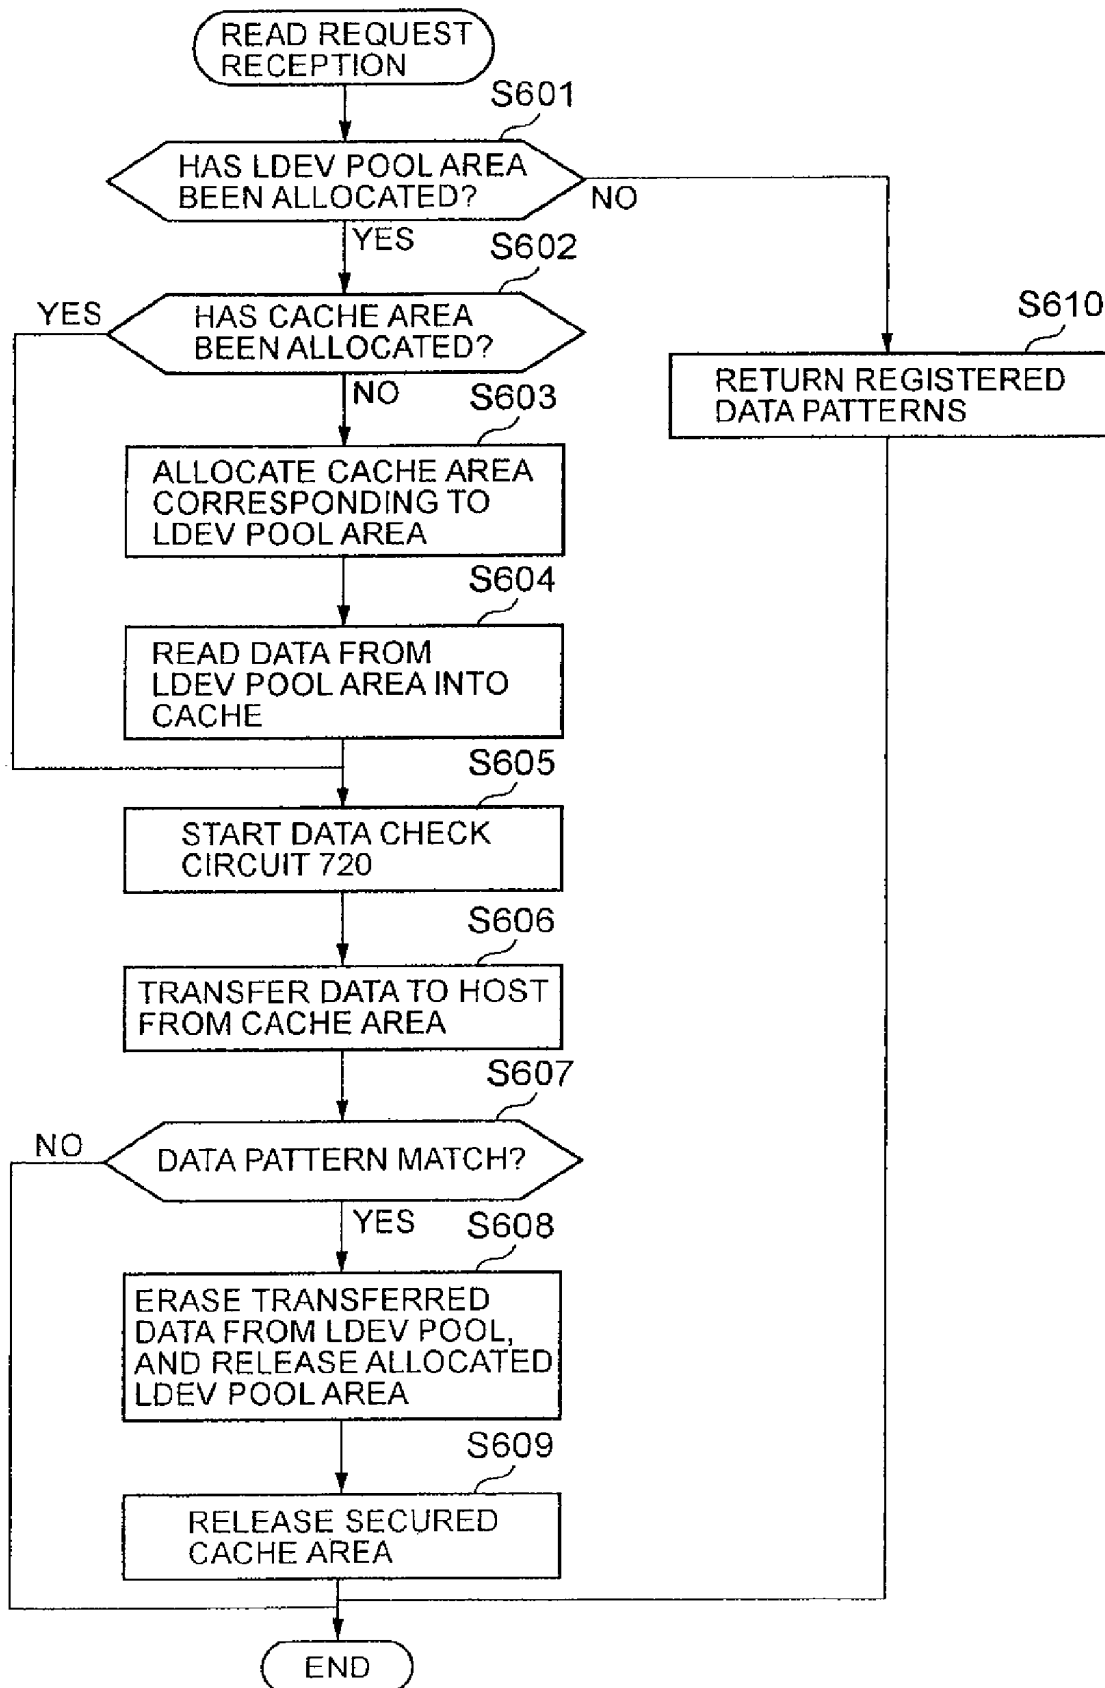 READ REQUEST
RECEPTION
S601
HAS LDEV POOL AREA
BEEN ALLOCATED?
NO
YES
S602
YES
HAS CACHE AREA
BEEN ALLOCATED?
S610
RETURN REGISTERED
DATA PATTERNS
NO
S603
ALLOCATE CACHE AREA
CORRESPONDING TO
LDEV POOL AREA
S604
READ DATA FROM
LDEV POOL AREA INTO
CACHE
S605
START DATA CHECK
CIRCUIT 720
S606
TRANSFER DATA TO HOST
FROM CACHE AREA
S607
NO
DATA PATTERN MATCH?
YES
S608
ERASE TRANSFERRED
DATA FROM LDEV POOL,
AND RELEASE ALLOCATED
LDEV POOL AREA
S609
RELEASE SECURED
CACHE AREA
END